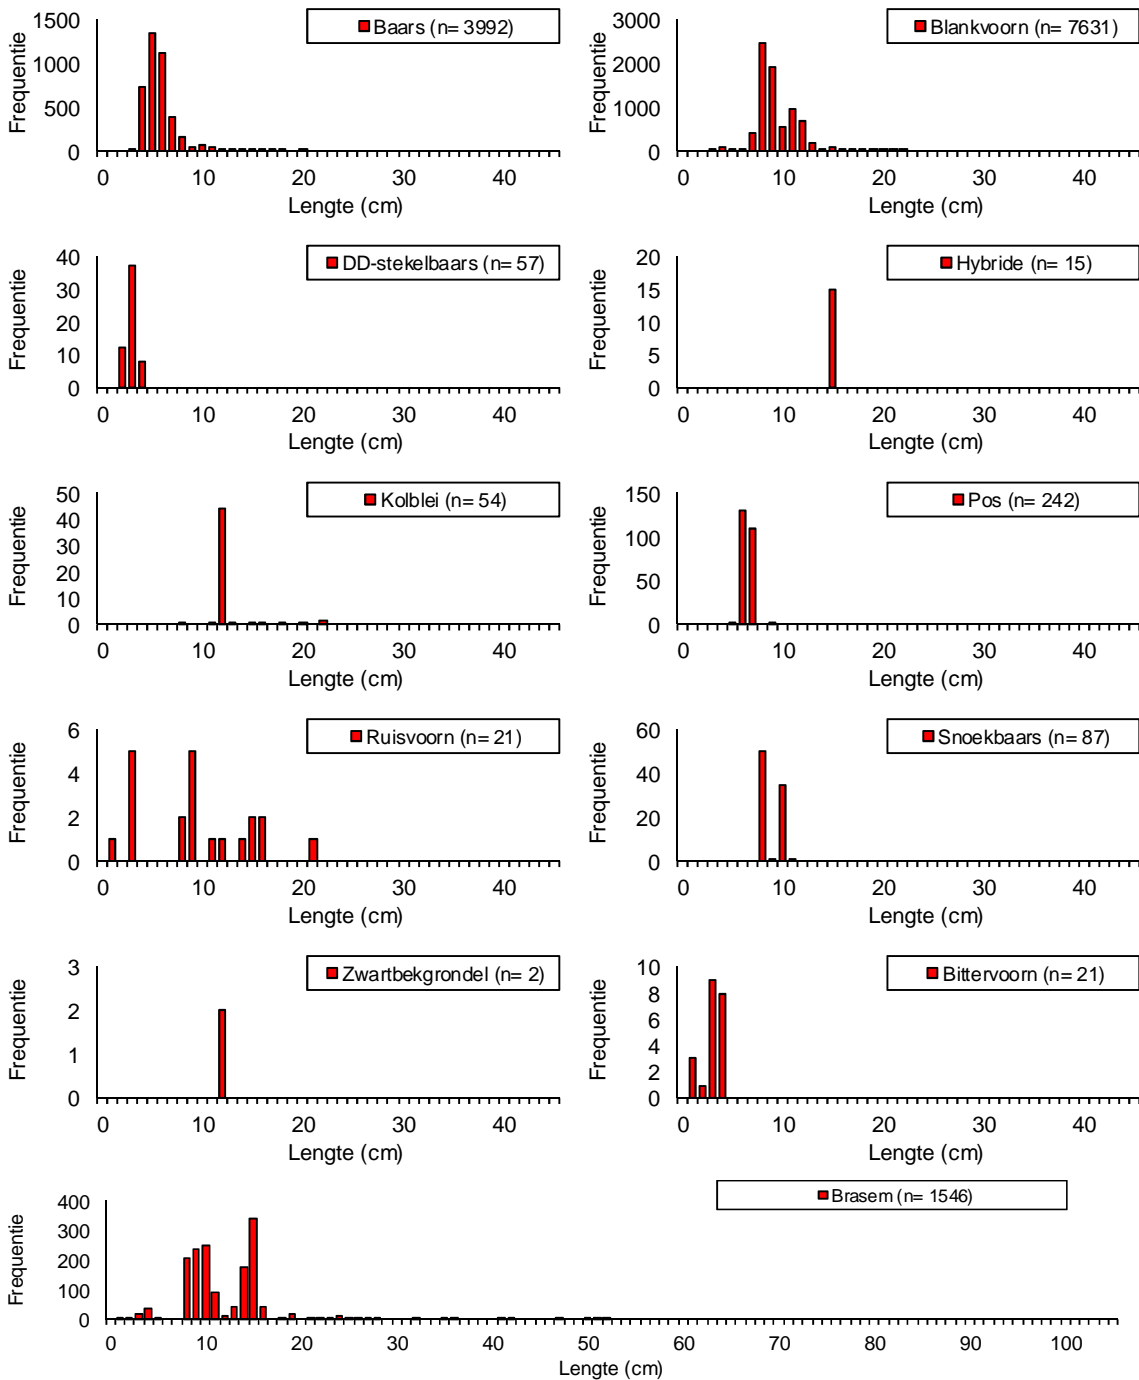 Baars (n= 3992)
Frequentie
1500
1000
500
0
0 10 20 30 40
Lengte (cm)
Blankvoorn (n= 7631)
Frequentie
3000
2000
1000
0
0 10 20 30 40
Lengte (cm)
DD-stekelbaars (n= 57)
Frequentie
40
30
20
10
0
0 10 20 30 40
Lengte (cm)
Hybride (n= 15)
Frequentie
20
15
10
5
0
0 10 20 30 40
Lengte (cm)
Kolblei (n= 54)
Frequentie
50
40
30
20
10
0
0 10 20 30 40
Lengte (cm)
Pos (n= 242)
Frequentie
150
100
50
0
0 10 20 30 40
Lengte (cm)
Ruisvoorn (n= 21)
Frequentie
6
4
2
0
0 10 20 30 40
Lengte (cm)
Snoekbaars (n= 87)
Frequentie
60
40
20
0
0 10 20 30 40
Lengte (cm)
Zwartbekgrondel (n= 2)
Frequentie
3
2
1
0
0 10 20 30 40
Lengte (cm)
Bittervoorn (n= 21)
Frequentie
10
8
6
4
2
0
0 10 20 30 40
Lengte (cm)
Brasem (n= 1546)
Frequentie
400
300
200
100
0
0 10 20 30 40 50 60 70 80 90 100
Lengte (cm)